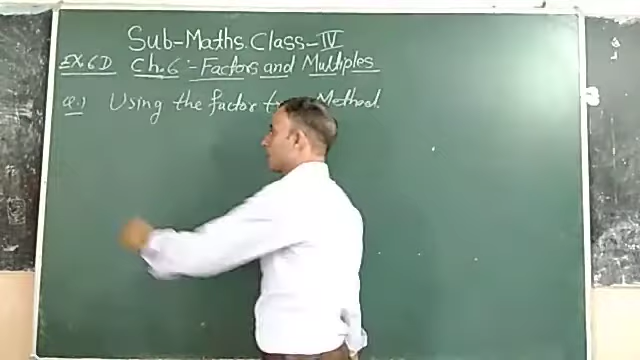 Sub-Maths. Class-IV
EX.6D Ch.6:-Factors and Multiples
Q.1) Using the factor Method.